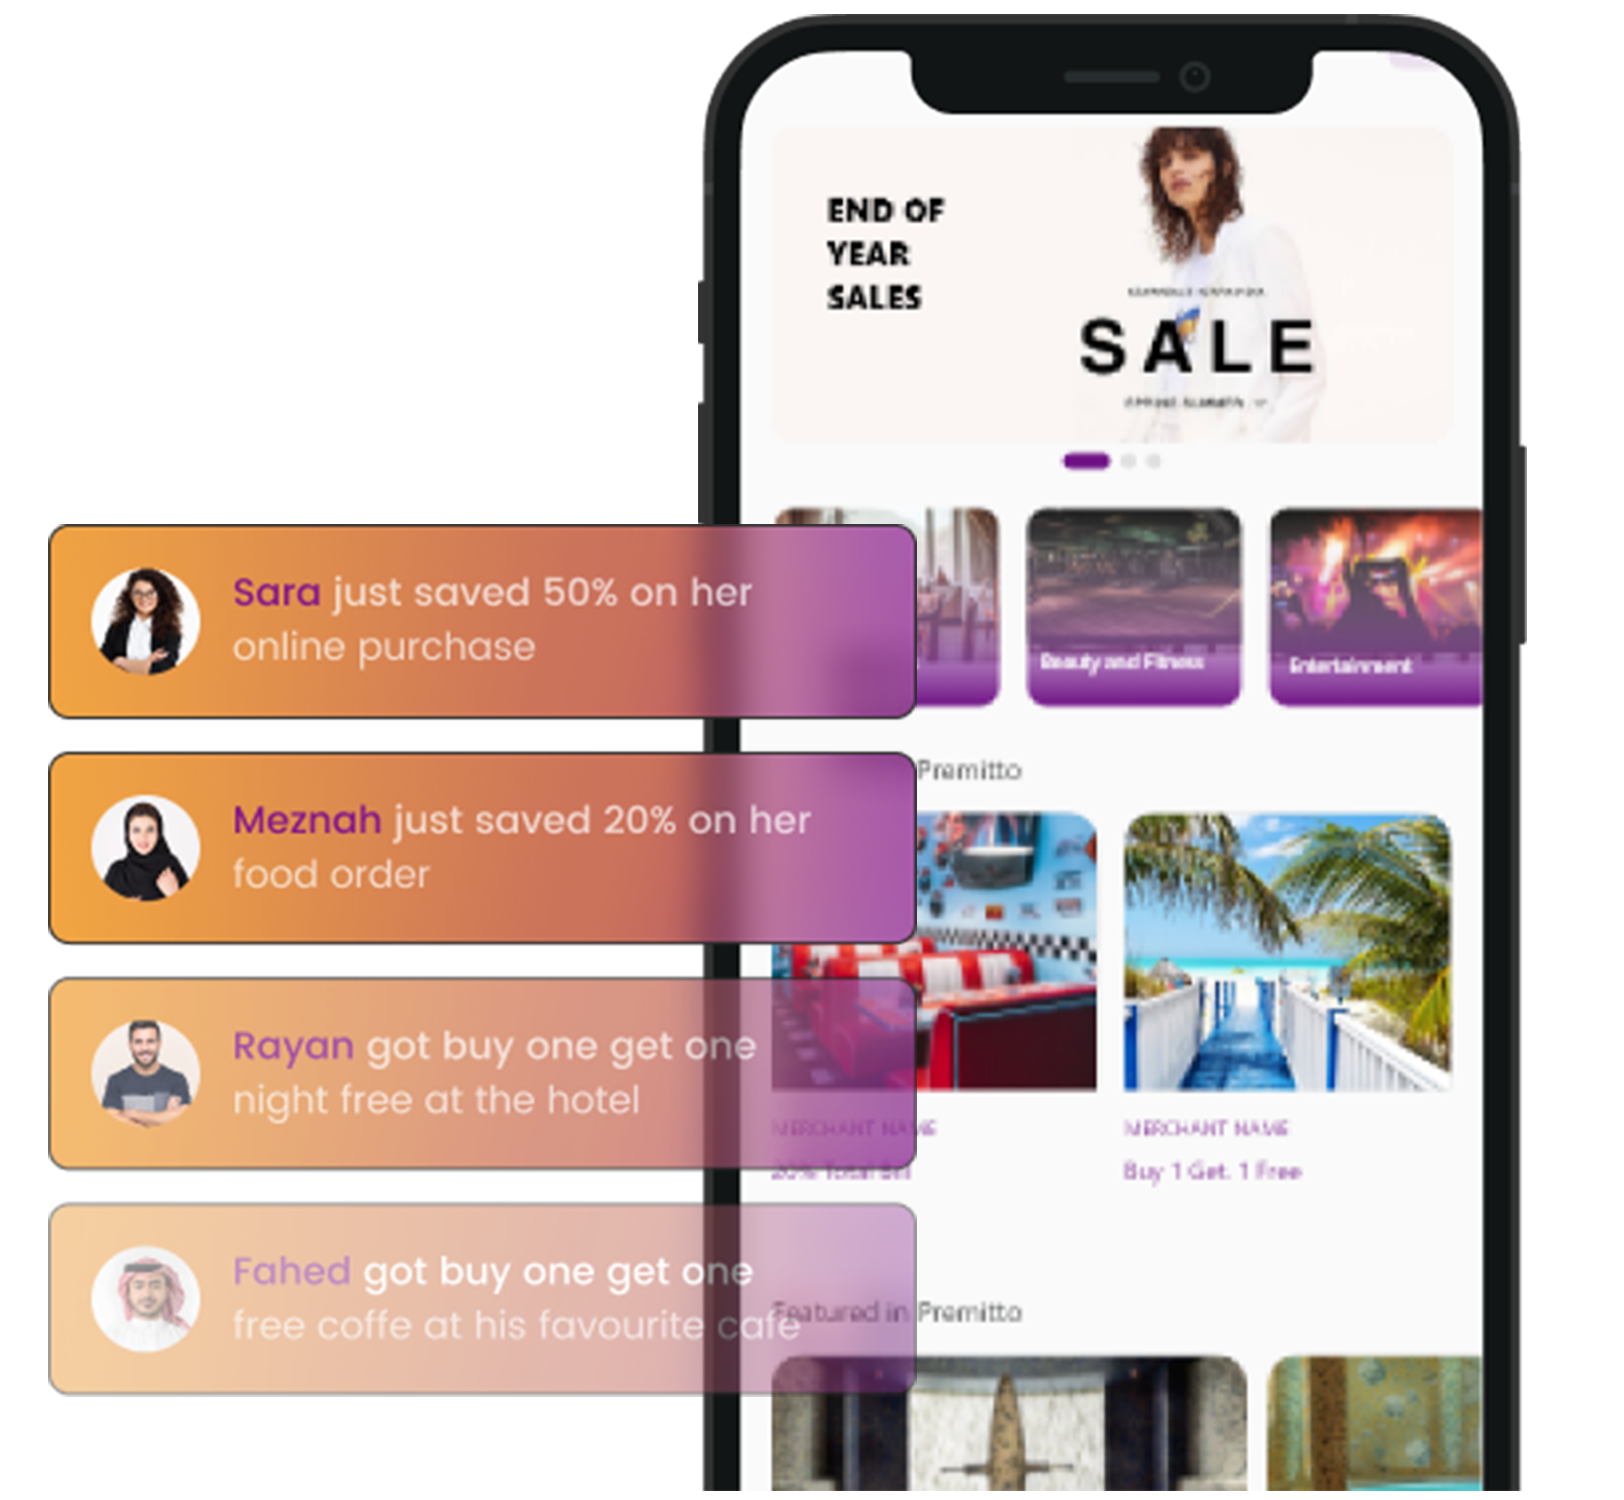 END OF
YEAR
SALES
SALE
Sara just saved 50% on her
online purchase
Beauty and Fitness
Entertainment
Premitto
Meznah just saved 20% on her
food order
Rayan got buy one get one
night free at the hotel
MERCHANT NAME
20% Total Bill
MERCHANT NAME
Buy 1 Get. 1 Free
Fahed got buy one get one
free coffe at his favourite cafe
Featured in Premitto